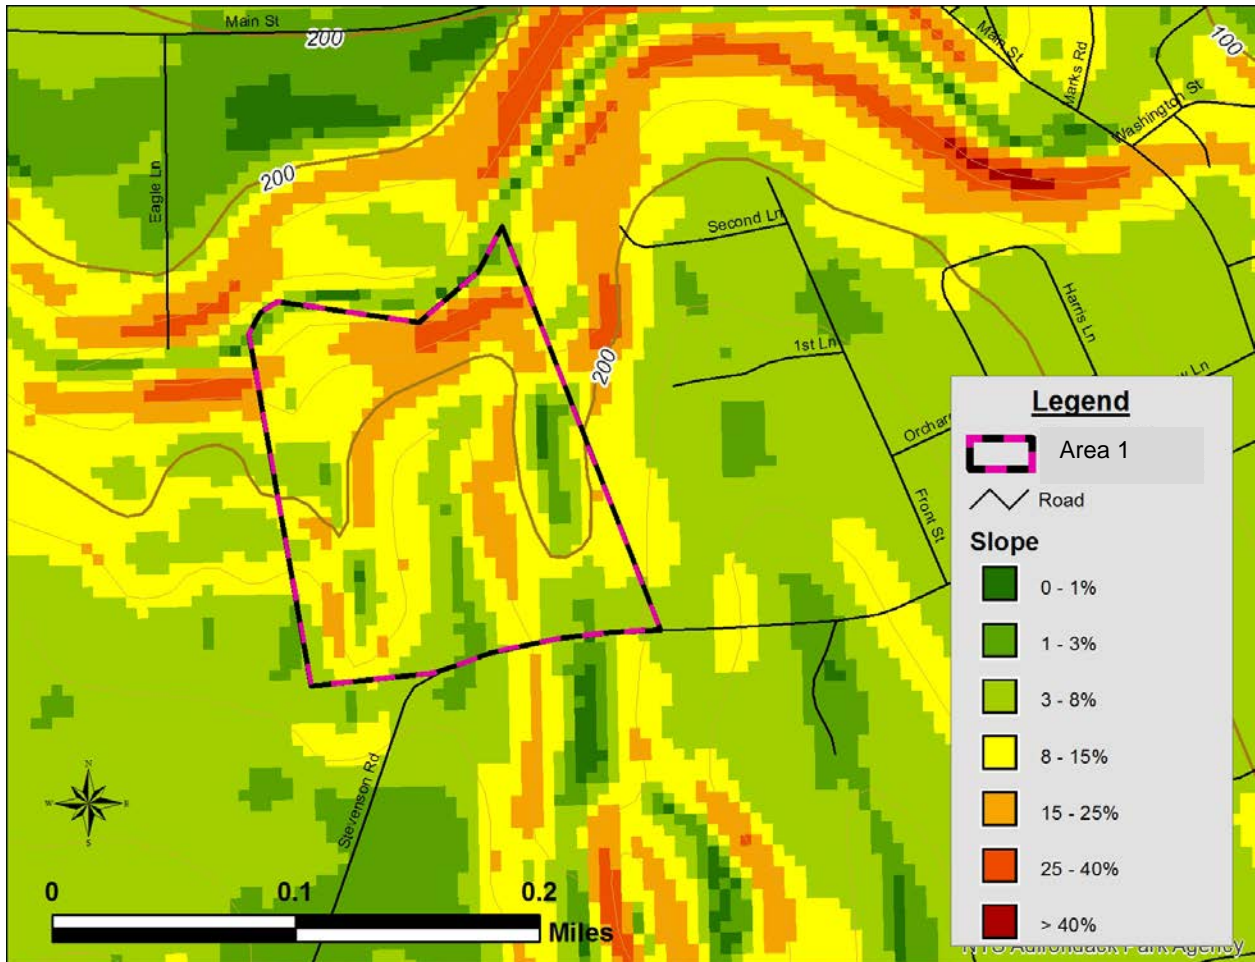 Main St
200
Main St
Marks Rd
100
Washington St
Eagle Ln
200
Second Ln
Harris Ln
1st Ln
200
Orchar
w Ln
Front St
Stevenson Rd
Legend
Area 1
Road
Slope
0 - 1%
1 - 3%
3 - 8%
8 - 15%
15 - 25%
25 - 40%
> 40%
N
W E
S
0 0.1 0.2
Miles
NYS Adirondack Park Agency